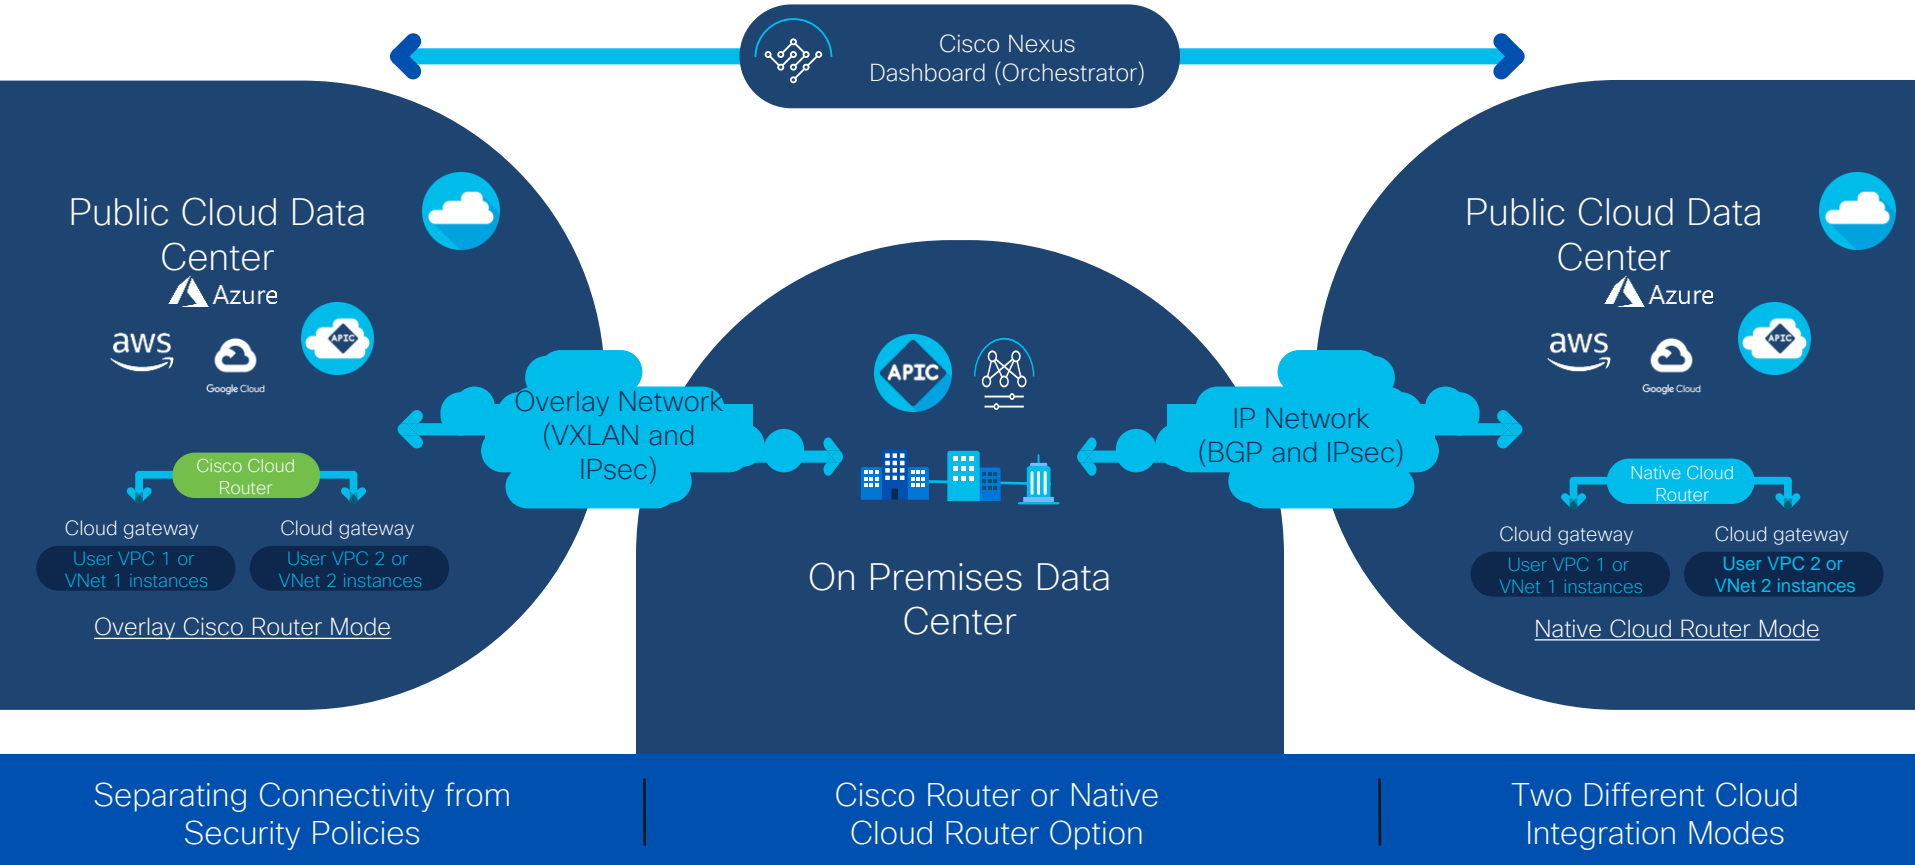 Cisco Nexus
Dashboard (Orchestrator)
Public Cloud Data
Center
Azure
aws
Google Cloud
APIC
Cisco Cloud
Router
Cloud gateway
Cloud gateway
User VPC 1 or
VNet 1 instances
User VPC 2 or
VNet 2 instances
Overlay Cisco Router Mode
Overlay Network
(VXLAN and
IPsec)
APIC
On Premises Data
Center
IP Network
(BGP and IPsec)
Public Cloud Data
Center
Azure
aws
Google Cloud
APIC
Native Cloud
Router
Cloud gateway
Cloud gateway
User VPC 1 or
VNet 1 instances
User VPC 2 or
VNet 2 instances
Native Cloud Router Mode
Separating Connectivity from
Security Policies
Cisco Router or Native
Cloud Router Option
Two Different Cloud
Integration Modes